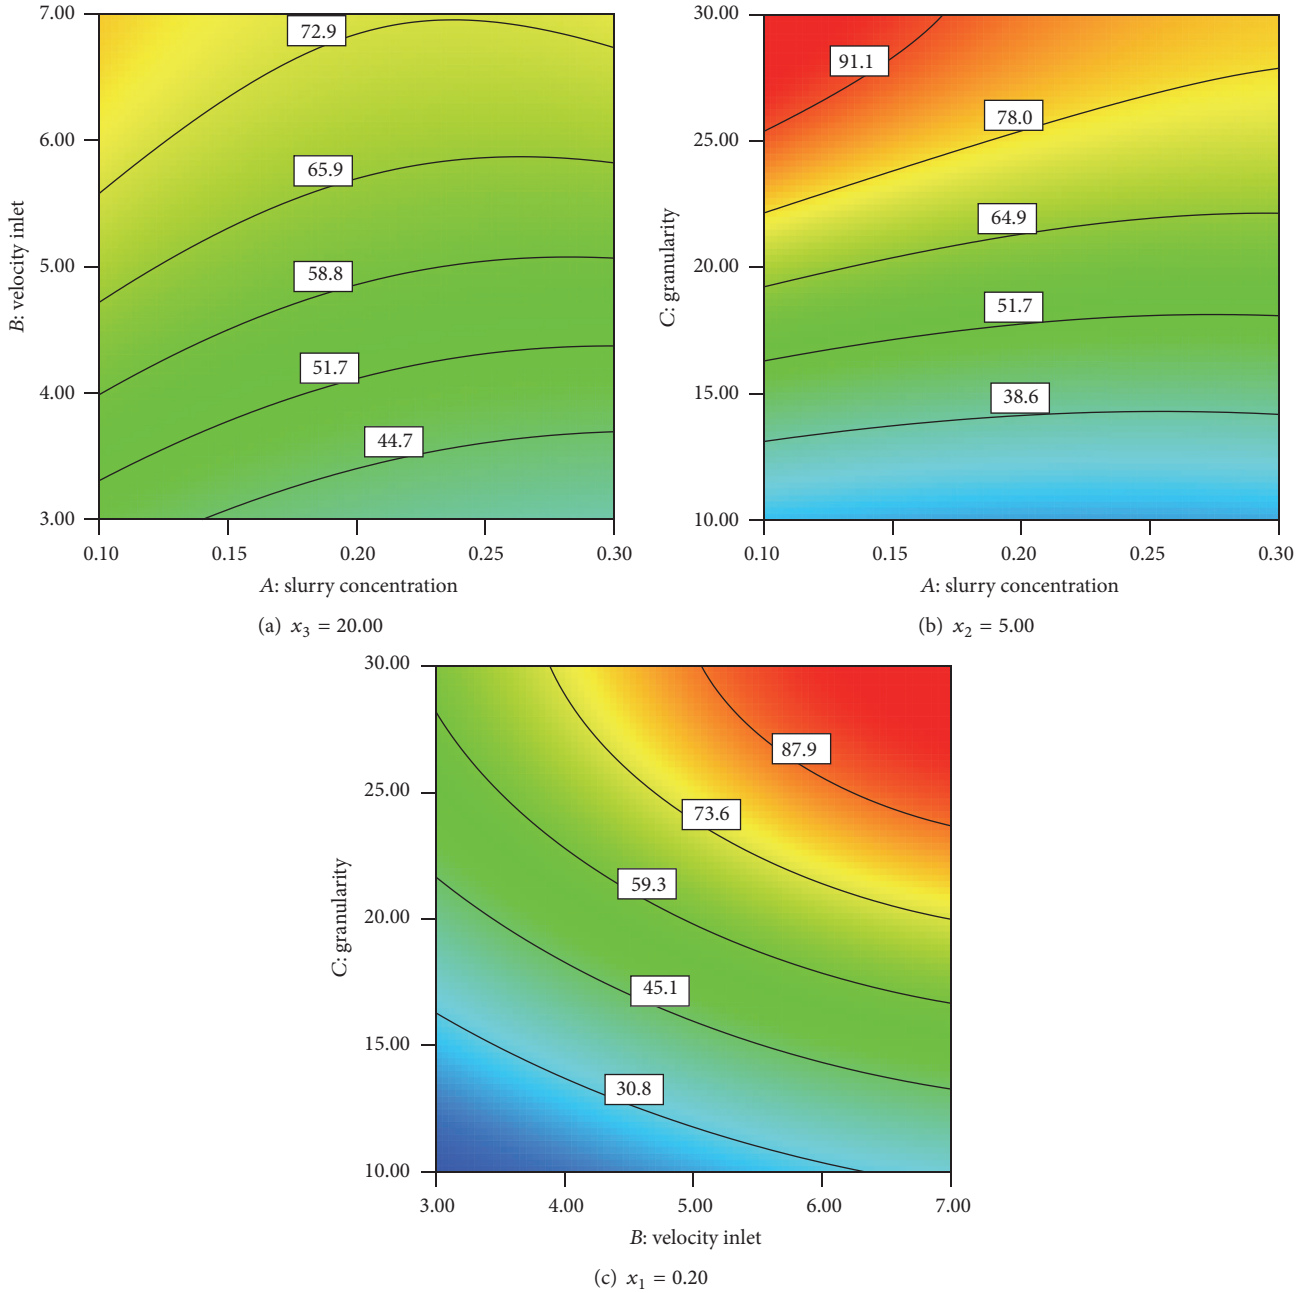 7.00
6.00
5.00
4.00
3.00
B: velocity inlet
72.9
65.9
58.8
51.7
44.7
0.10 0.15 0.20 0.25 0.30
A: slurry concentration
(a) x₃ = 20.00
30.00
25.00
20.00
15.00
10.00
C: granularity
91.1
78.0
64.9
51.7
38.6
0.10 0.15 0.20 0.25 0.30
A: slurry concentration
(b) x₂ = 5.00
30.00
25.00
20.00
15.00
10.00
C: granularity
87.9
73.6
59.3
45.1
30.8
3.00 4.00 5.00 6.00 7.00
B: velocity inlet
(c) x₁ = 0.20